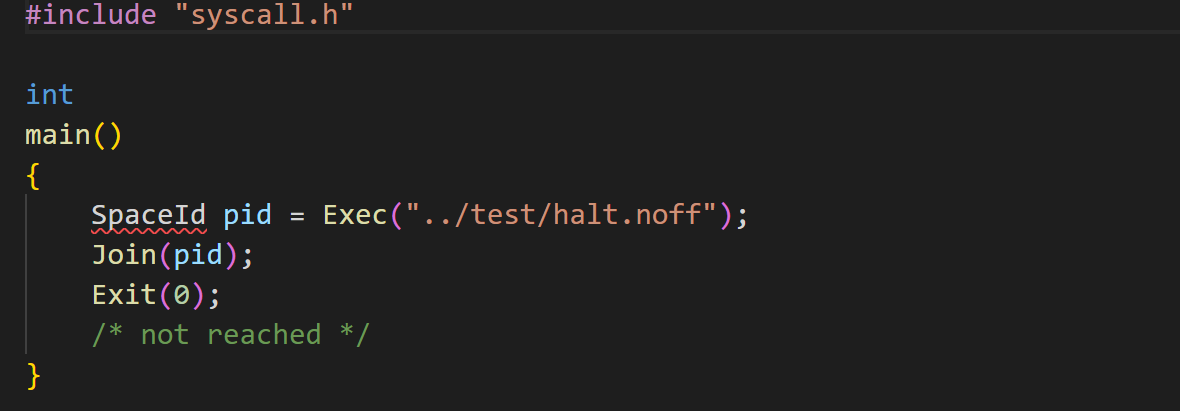 #include "syscall.h"
int
main()
{
SpaceId pid = Exec("../test/halt.noff");
Join(pid);
Exit(0);
/* not reached */
}